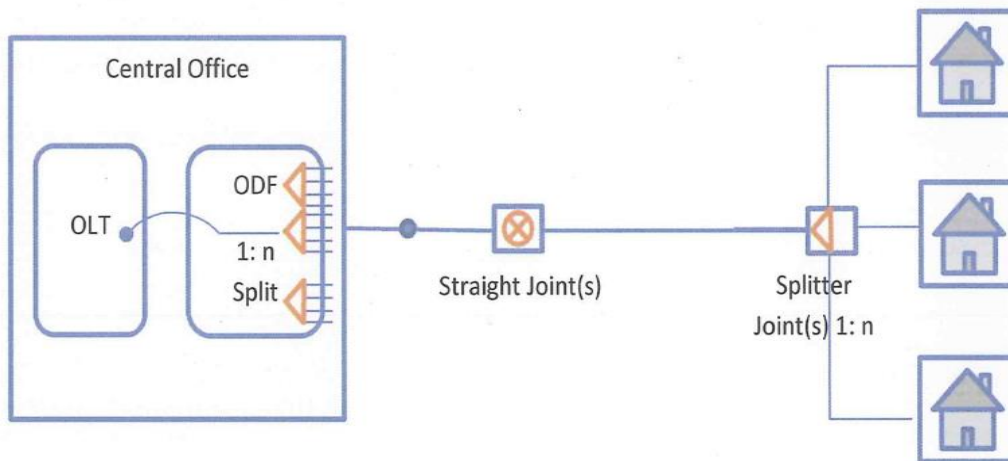 Central Office
ODF
OLT
1: n
Split
Straight Joint(s)
Splitter
Joint(s) 1: n